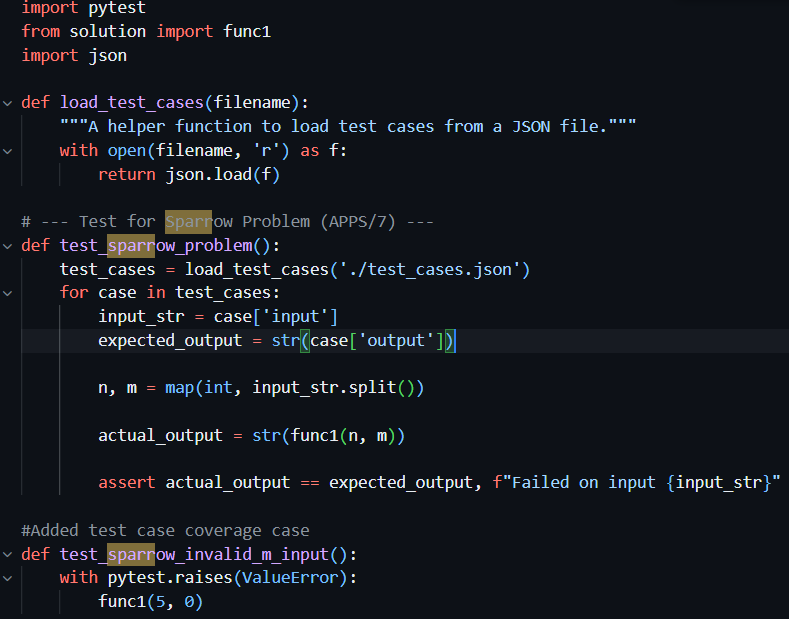 import pytest
from solution import func1
import json
def load_test_cases(filename):
    """A helper function to load test cases from a JSON file."""
    with open(filename, 'r') as f:
        return json.load(f)
# --- Test for Sparrow Problem (APPS/7) ---
def test_sparrow_problem():
    test_cases = load_test_cases('./test_cases.json')
    for case in test_cases:
        input_str = case['input']
        expected_output = str(case['output'])
        n, m = map(int, input_str.split())
        actual_output = str(func1(n, m))
        assert actual_output == expected_output, f"Failed on input {input_str}"
#Added test case coverage case
def test_sparrow_invalid_m_input():
    with pytest.raises(ValueError):
        func1(5, 0)